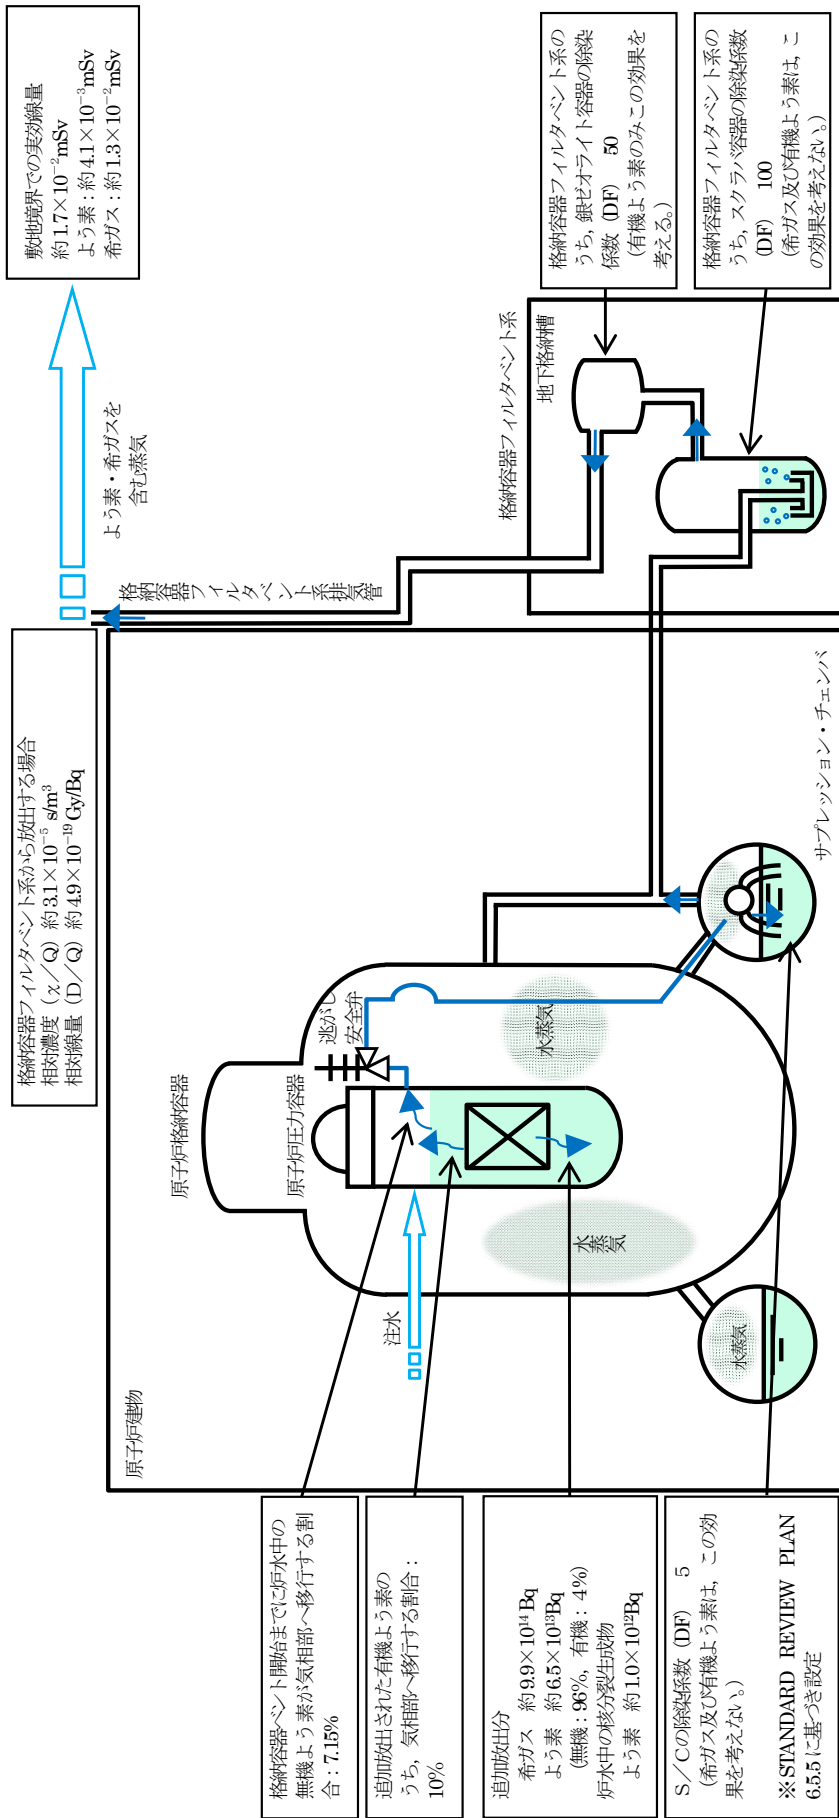 格納容器ベント開始までに炉水中の
無機よう素が気相部へ移行する割
合：7.15%
追加放出された有機よう素の
うち，気相部へ移行する割合：
10%
追加放出分
希ガス　約9.9×10¹⁴Bq
よう素　約6.5×10¹³Bq
(無機：96%，有機：4%)
炉水中の核分裂生成物
よう素　約1.0×10¹²Bq
S／Cの除染係数（DF）　5
(希ガス及び有機よう素は，この効
果を考えない。)
※STANDARD REVIEW PLAN
6.5.5に基づき設定
原子炉建物
注水
水蒸気
水蒸気
原子炉格納容器
原子炉圧力容器
逃がし
安全弁
水蒸気
サプレッション・チェンバ
格納容器フィルタベント系から放出する場合
相対濃度（χ／Q）約3.1×10⁻⁵ s/m³
相対線量（D／Q）約4.9×10⁻¹⁹ Gy/Bq
格納容器フィルタベント系排気管
よう素・希ガスを
含む蒸気
格納容器フィルタベント系
地下格納槽
敷地境界での実効線量
約1.7×10⁻²mSv
よう素：約4.1×10⁻³mSv
希ガス：約1.3×10⁻²mSv
格納容器フィルタベント系の
うち，銀ゼオライト容器の除染
係数（DF）　50
(有機よう素のみこの効果を
考える。)
格納容器フィルタベント系の
うち，スクラバ容器の除染係数
(DF)　100
(希ガス及び有機よう素は，こ
の効果を考えない。)